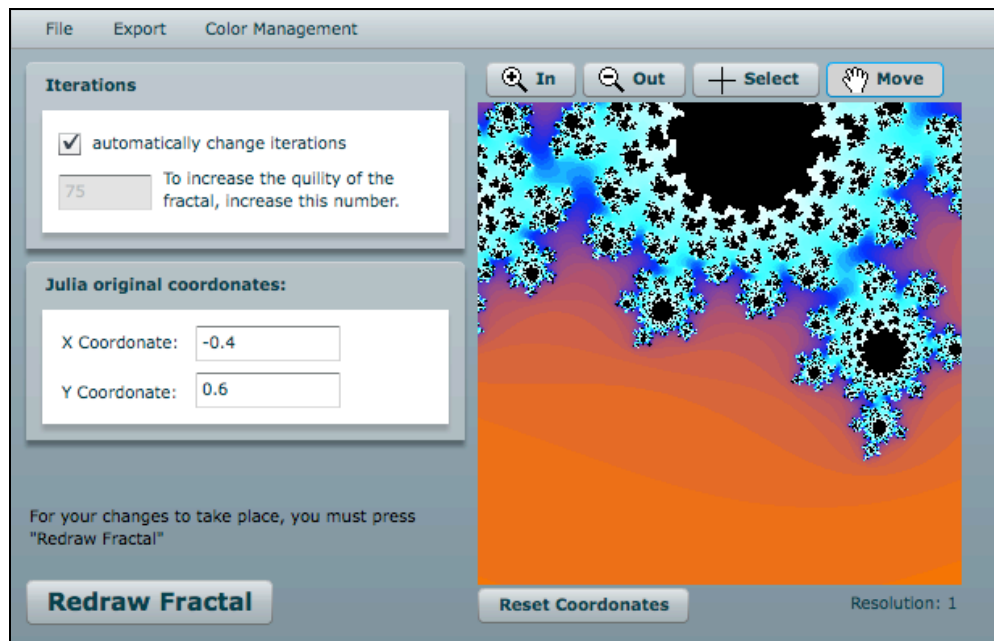 File Export Color Management
Iterations
automatically change iterations
75
To increase the quility of the
fractal, increase this number.
Julia original coordonates:
X Coordonate: -0.4
Y Coordonate: 0.6
For your changes to take place, you must press
"Redraw Fractal"
Redraw Fractal
In Out Select Move
Reset Coordonates
Resolution: 1